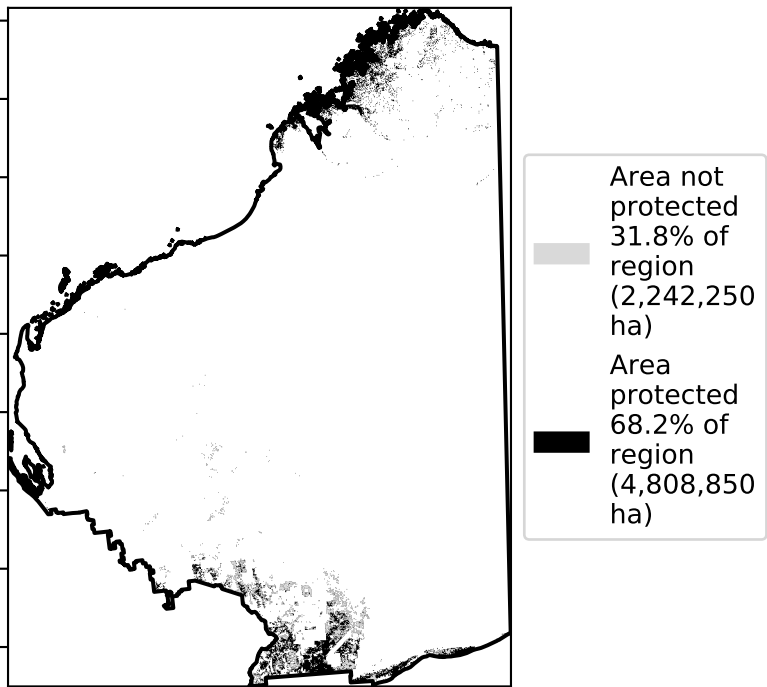 Area not
protected
31.8% of
region
(2,242,250
ha)
Area
protected
68.2% of
region
(4,808,850
ha)